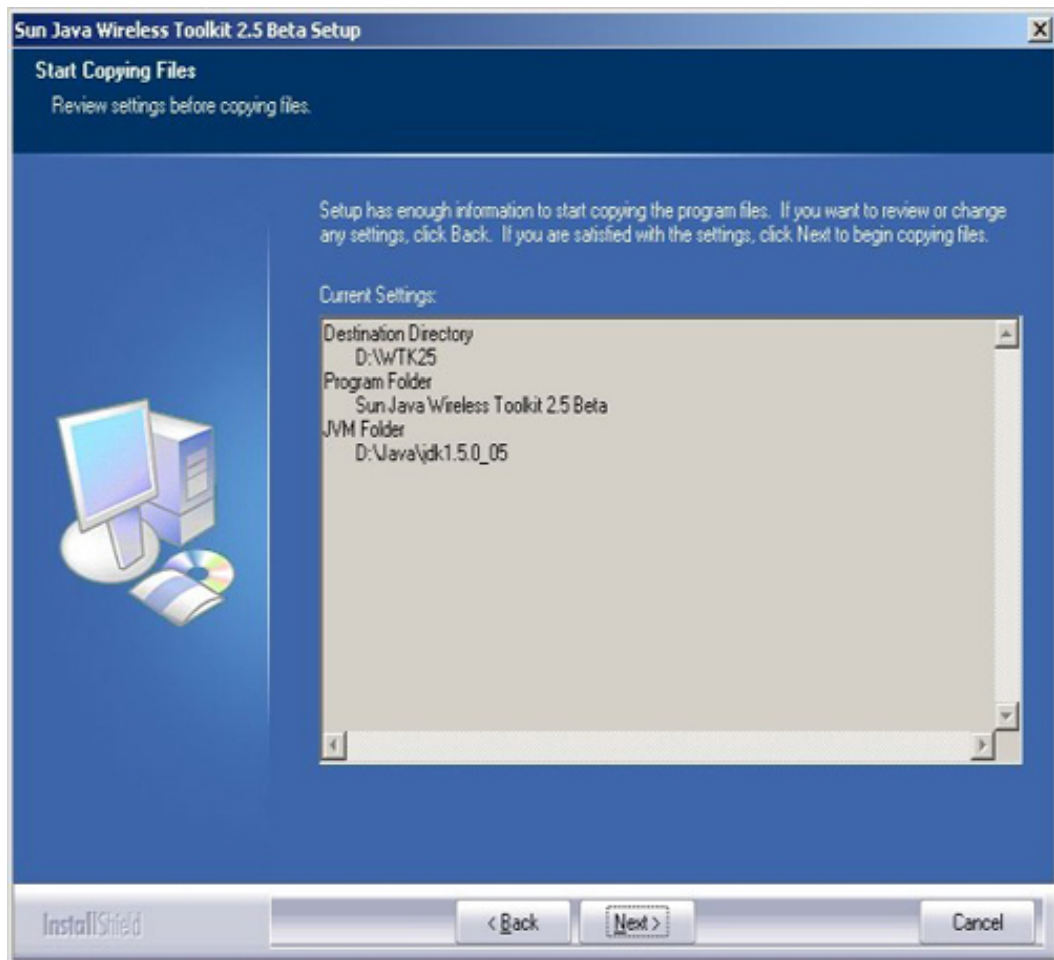 Sun Java Wireless Toolkit 2.5 Beta Setup
Start Copying Files
Review settings before copying files.
Setup has enough information to start copying the program files. If you want to review or change
any settings, click Back. If you are satisfied with the settings, click Next to begin copying files.
Current Settings:
Destination Directory
D:\WTK25
Program Folder
Sun Java Wireless Toolkit 2.5 Beta
JVM Folder
D:\Java\jdk1.5.0_05
InstallShield
< Back
Next >
Cancel